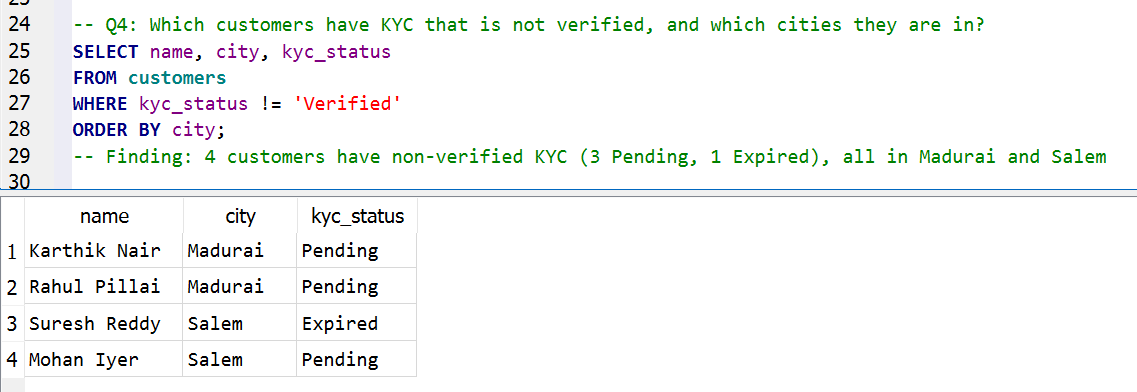 24 -- Q4: Which customers have KYC that is not verified, and which cities they are in?
25 SELECT name, city, kyc_status
26 FROM customers
27 WHERE kyc_status != 'Verified'
28 ORDER BY city;
29 -- Finding: 4 customers have non-verified KYC (3 Pending, 1 Expired), all in Madurai and Salem
30
name city kyc_status
1 Karthik Nair Madurai Pending
2 Rahul Pillai Madurai Pending
3 Suresh Reddy Salem Expired
4 Mohan Iyer Salem Pending